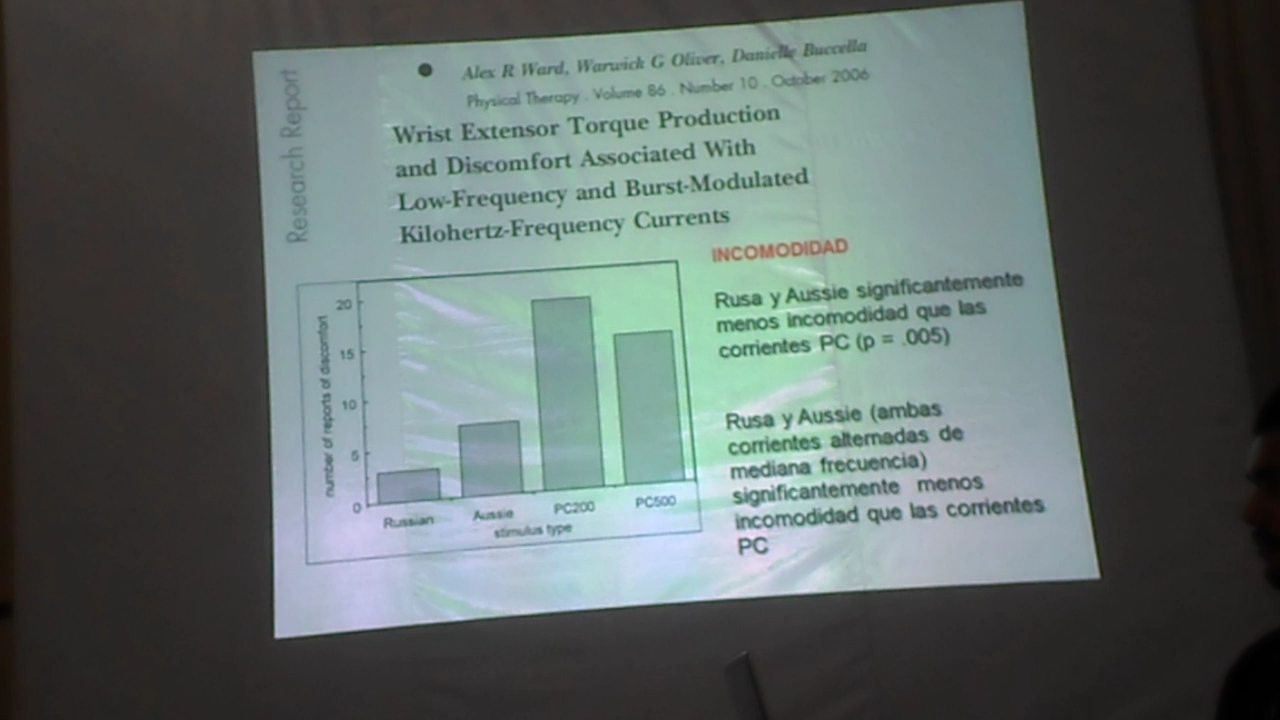 Research Report
Alex R Ward, Warwick G Oliver, Danielle Buccella
Physical Therapy . Volume 86 . Number 10 . October 2006
Wrist Extensor Torque Production
and Discomfort Associated With
Low-Frequency and Burst-Modulated
Kilohertz-Frequency Currents
INCOMODIDAD
Rusa y Aussie significantemente
menos incomodidad que las
corrientes PC (p = .005)
Rusa y Aussie (ambas
corrientes alternadas de
mediana frecuencia)
significantemente menos
incomodidad que las corrientes
PC
number of reports of discomfort
20
15
10
5
0
Russian Aussie PC200 PC500
stimulus type